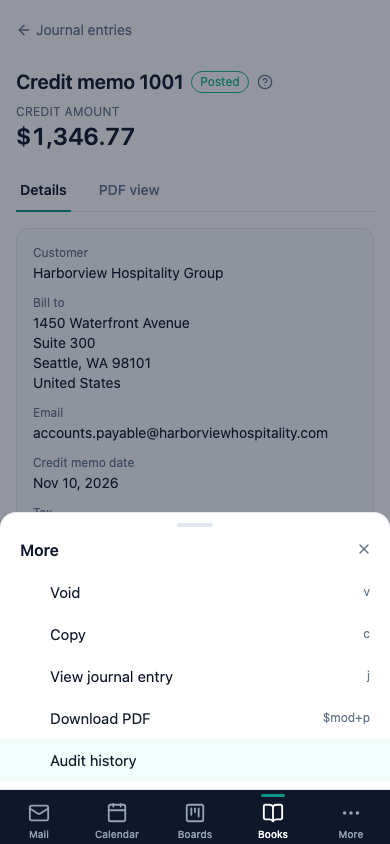 Journal entries
Credit memo 1001 Posted
CREDIT AMOUNT
$1,346.77
Details PDF view
Customer
Harborview Hospitality Group
Bill to
1450 Waterfront Avenue
Suite 300
Seattle, WA 98101
United States
Email
accounts.payable@harborviewhospitality.com
Credit memo date
Nov 10, 2026
More
Void v
Copy c
View journal entry j
Download PDF $mod+p
Audit history
Mail Calendar Boards Books More